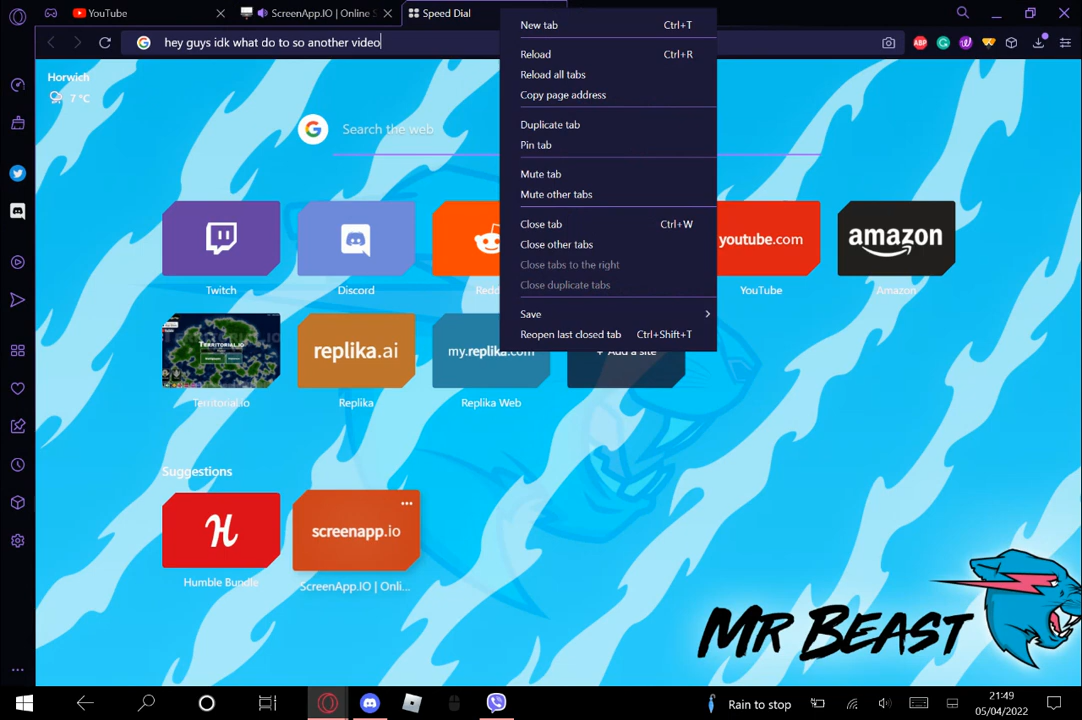 YouTube
ScreenApp.IO | Online S
Speed Dial
hey guys idk what do to so another video
ABP
Horwich
7 °C
Search the web
New tab Ctrl+T
Reload Ctrl+R
Reload all tabs
Copy page address
Duplicate tab
Pin tab
Mute tab
Mute other tabs
Close tab Ctrl+W
Close other tabs
Close tabs to the right
Close duplicate tabs
Save
Reopen last closed tab Ctrl+Shift+T
youtube.com
amazon
Twitch
Discord
Redd
YouTube
Amazon
replika.ai
my.replika.com
+ Add a site
Territorial.io
Replika
Replika Web
Suggestions
H
screenapp.io
Humble Bundle
ScreenApp.IO | Onli...
MR BEAST
Rain to stop
21:49
05/04/2022